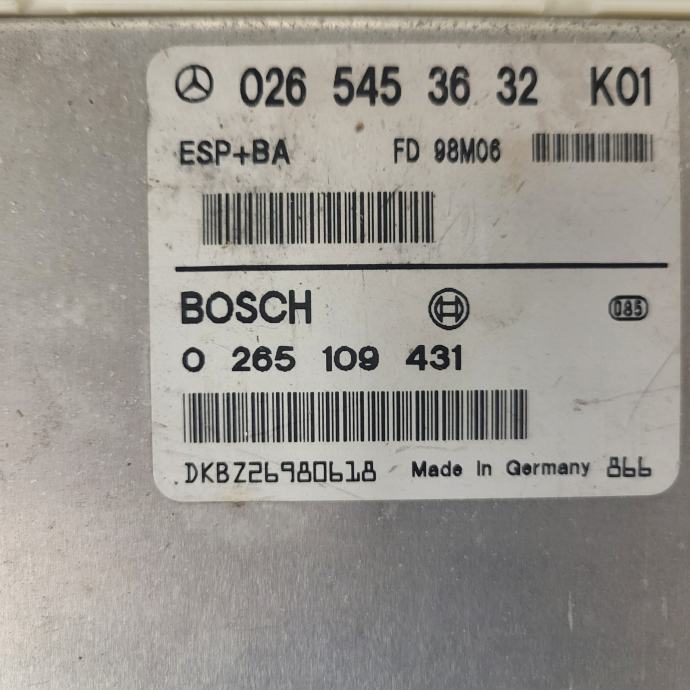 026 545 36 32 K01
ESP+BA FD 98M06
BOSCH 085
0 265 109 431
DKBZ26980618 Made in Germany 866